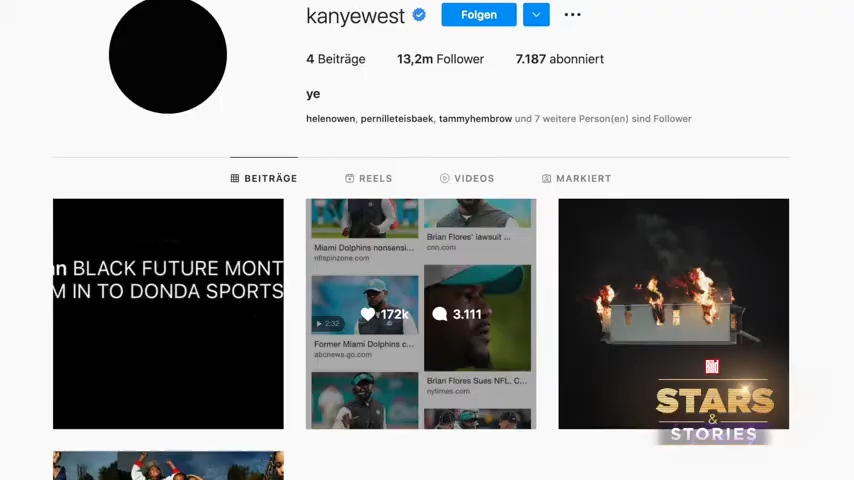 kanyewest
Folgen
4 Beiträge 13,2m Follower 7.187 abonniert
ye
helenowen, pernilleteisbaek, tammyhembrow und 7 weitere Person(en) sind Follower
BEITRÄGE REELS VIDEOS MARKIERT
n BLACK FUTURE MONT
M IN TO DONDA SPORTS
Miami Dolphins nonsensi...
nflspinzone.com
Brian Flores' lawsuit ...
cnn.com
172k 3.111
2:32
Former Miami Dolphins c...
abcnews.go.com
Brian Flores Sues NFL, C...
nytimes.com
Bild
STARS
&
STORIES